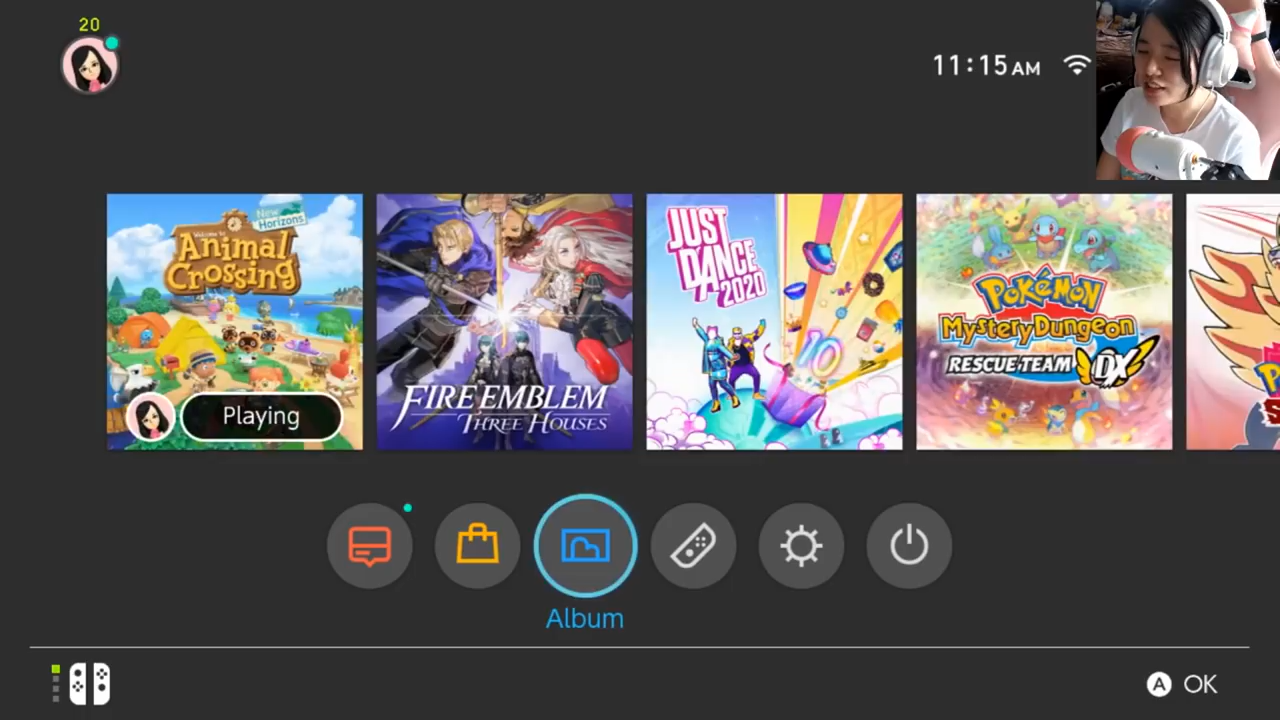 20
11:15 AM
Welcome to
Animal
Crossing
New
Horizons
Playing
FIRE EMBLEM
THREE HOUSES
JUST
DANCE
2020
10
POKÉMON
Mystery Dungeon
RESCUE TEAM DX
Album
A OK